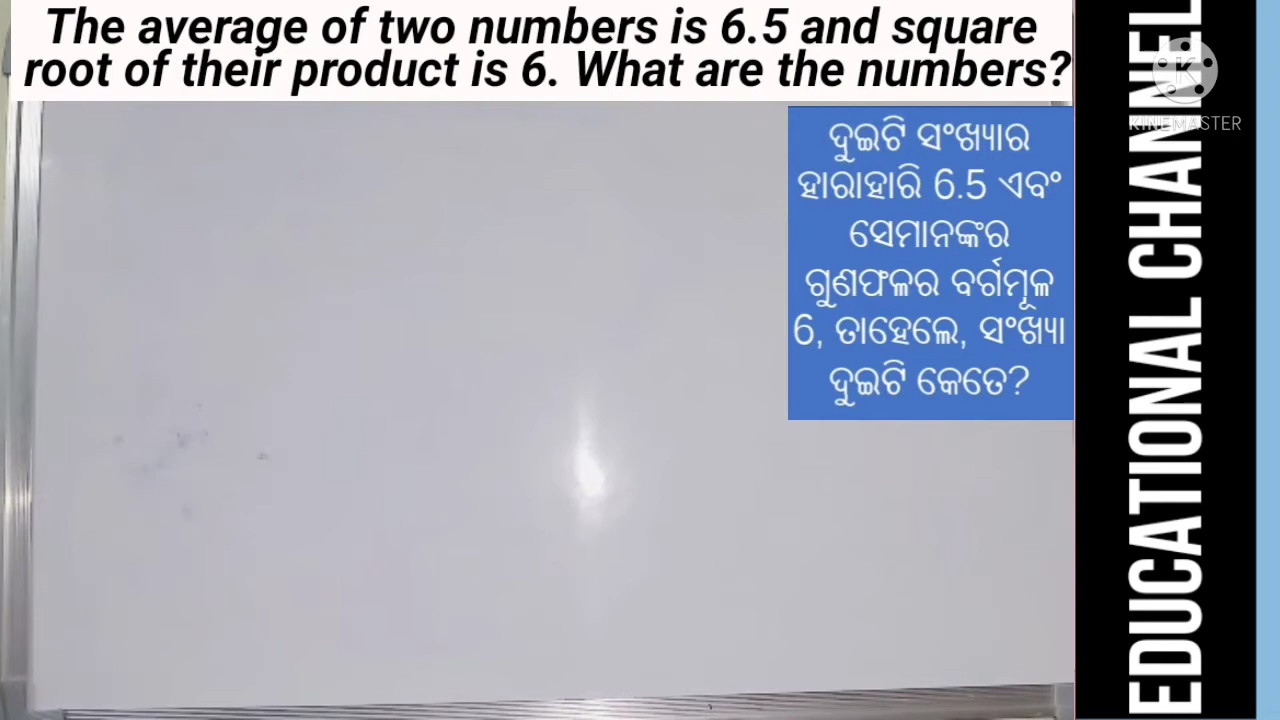 The average of two numbers is 6.5 and square
root of their product is 6. What are the numbers?
ଦୁଇଟି ସଂଖ୍ୟାର
ହାରାହାରି 6.5 ଏବଂ
ସେମାନଙ୍କର
ଗୁଣଫଳର ବର୍ଗମୂଳ
6, ତାହେଲେ, ସଂଖ୍ୟା
ଦୁଇଟି କେତେ?
EDUCATIONAL CHANNEL
K
KINEMASTER